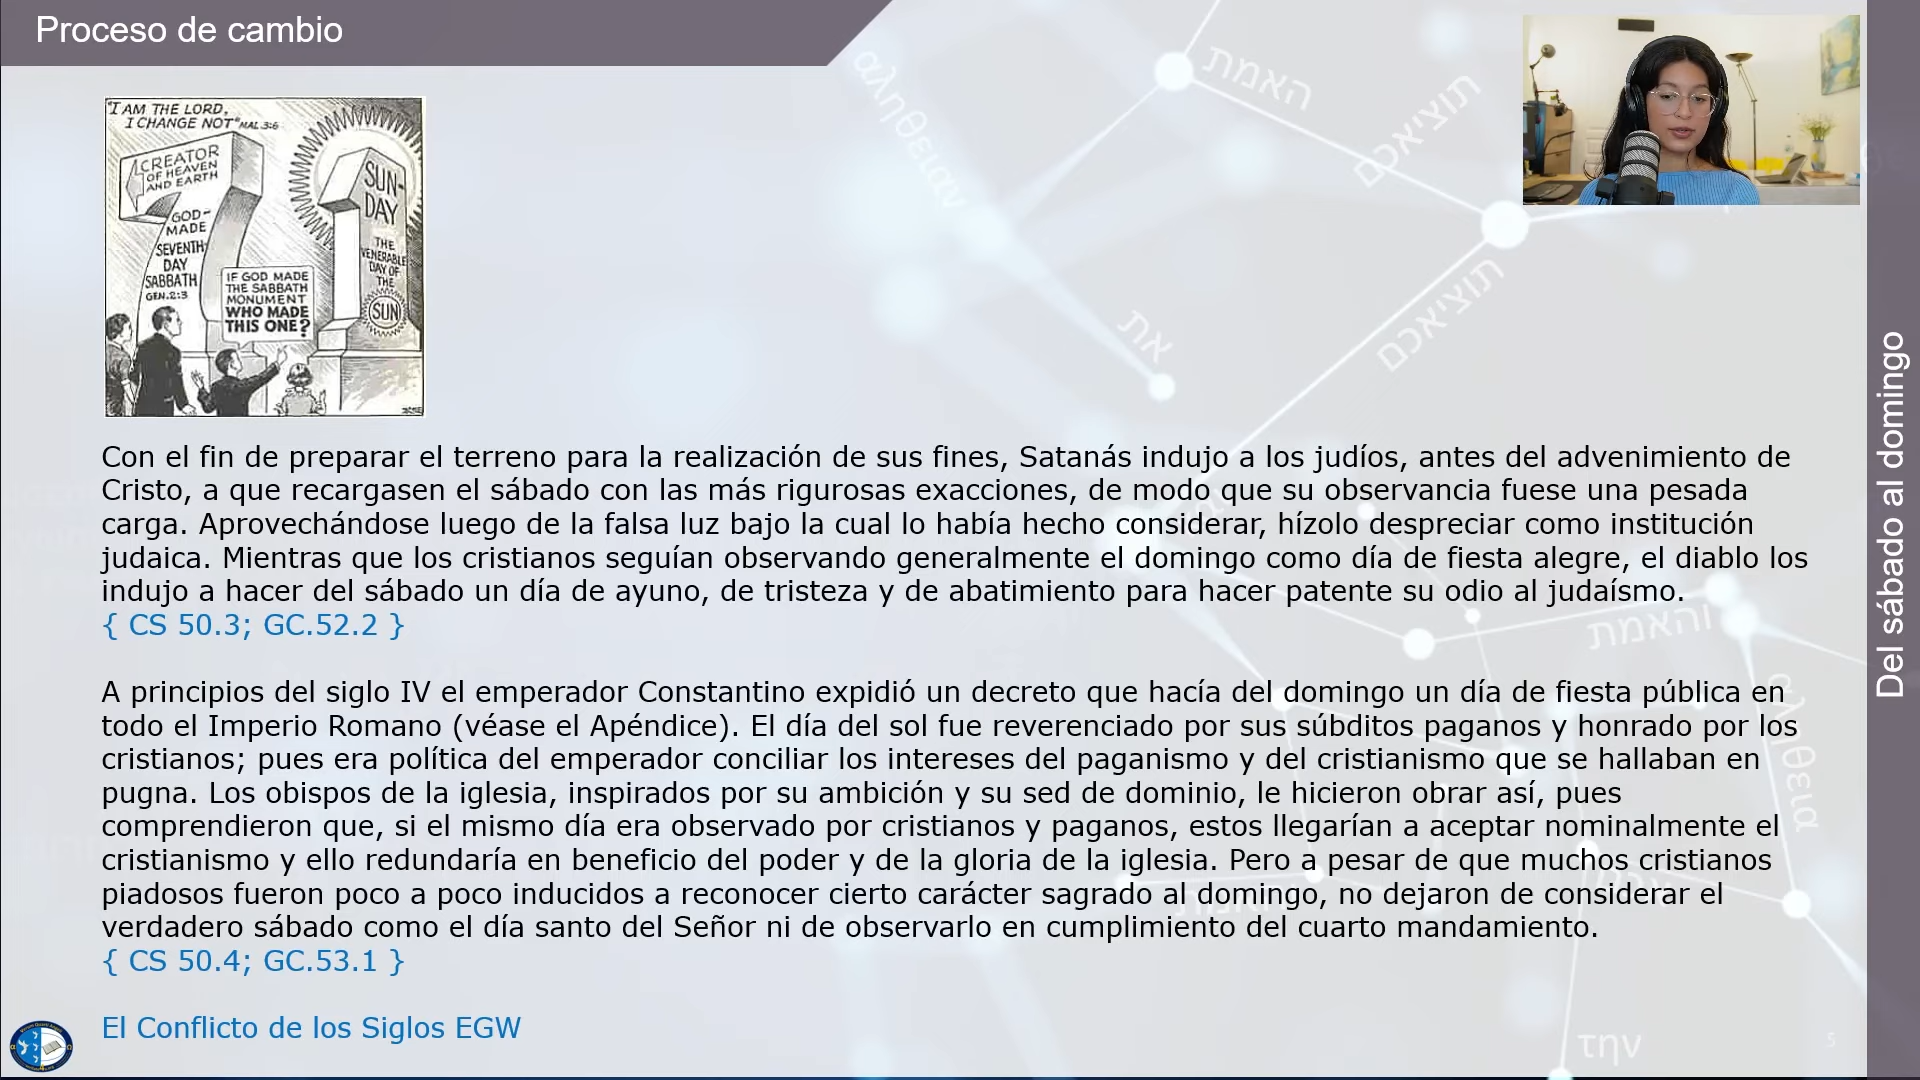 Proceso de cambio
"I AM THE LORD,
I CHANGE NOT" MAL.3:6
CREATOR
OF HEAVEN
AND EARTH
GOD-
MADE
SEVENTH
DAY
SABBATH
GEN.2:3
SUN-
DAY
THE
VENERABLE
DAY OF
THE
SUN
IF GOD MADE
THE SABBATH
MONUMENT
WHO MADE
THIS ONE?
αληθειαν
האמת
תוציאכם
תוציאכם
את
והאמת
αληθεια
האמת
την
Con el fin de preparar el terreno para la realización de sus fines, Satanás indujo a los judíos, antes del advenimiento de
Cristo, a que recargasen el sábado con las más rigurosas exacciones, de modo que su observancia fuese una pesada
carga. Aprovechándose luego de la falsa luz bajo la cual lo había hecho considerar, hízolo despreciar como institución
judaica. Mientras que los cristianos seguían observando generalmente el domingo como día de fiesta alegre, el diablo los
indujo a hacer del sábado un día de ayuno, de tristeza y de abatimiento para hacer patente su odio al judaísmo.
{ CS 50.3; GC.52.2 }
A principios del siglo IV el emperador Constantino expidió un decreto que hacía del domingo un día de fiesta pública en
todo el Imperio Romano (véase el Apéndice). El día del sol fue reverenciado por sus súbditos paganos y honrado por los
cristianos; pues era política del emperador conciliar los intereses del paganismo y del cristianismo que se hallaban en
pugna. Los obispos de la iglesia, inspirados por su ambición y su sed de dominio, le hicieron obrar así, pues
comprendieron que, si el mismo día era observado por cristianos y paganos, estos llegarían a aceptar nominalmente el
cristianismo y ello redundaría en beneficio del poder y de la gloria de la iglesia. Pero a pesar de que muchos cristianos
piadosos fueron poco a poco inducidos a reconocer cierto carácter sagrado al domingo, no dejaron de considerar el
verdadero sábado como el día santo del Señor ni de observarlo en cumplimiento del cuarto mandamiento.
{ CS 50.4; GC.53.1 }
El Conflicto de los Siglos EGW
5
Del sábado al domingo